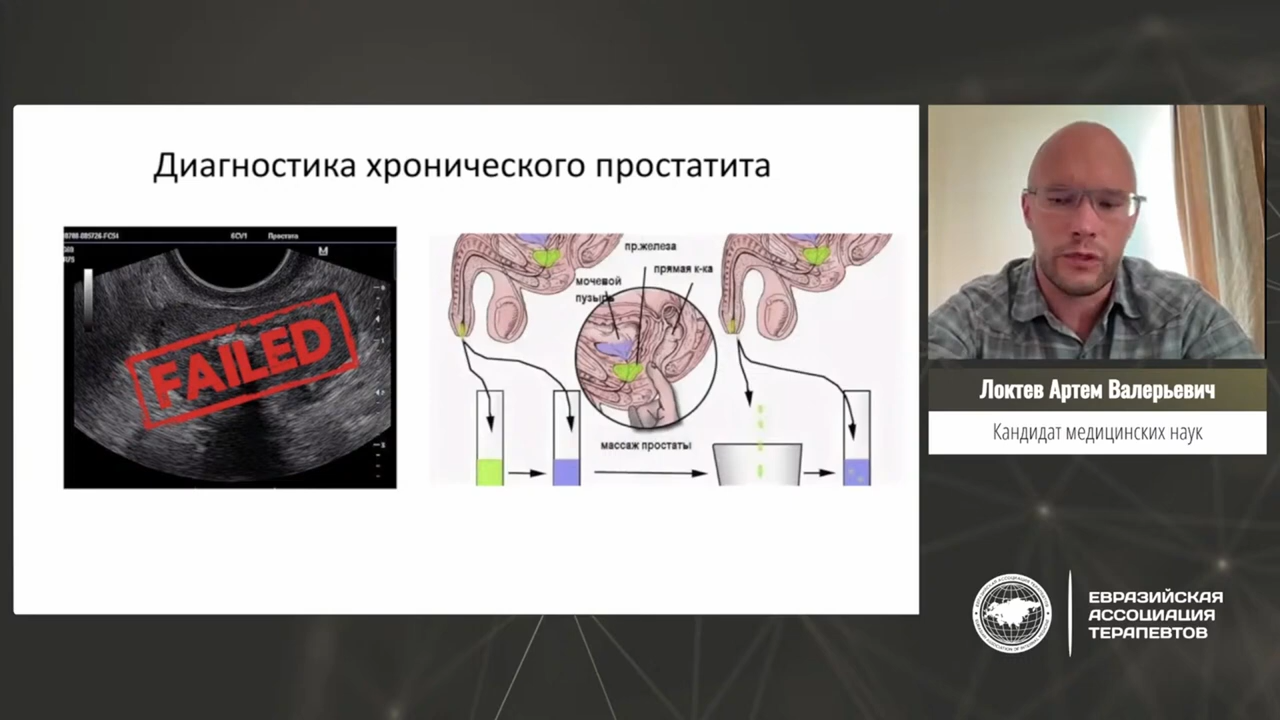 Диагностика хронического простатита
6CV1 Простата
FAILED
пр.железа
прямая к-ка
мочевой
пузырь
массаж простаты
Локтев Артем Валерьевич
Кандидат медицинских наук
ЕВРАЗИЙСКАЯ
АССОЦИАЦИЯ
ТЕРАПЕВТОВ